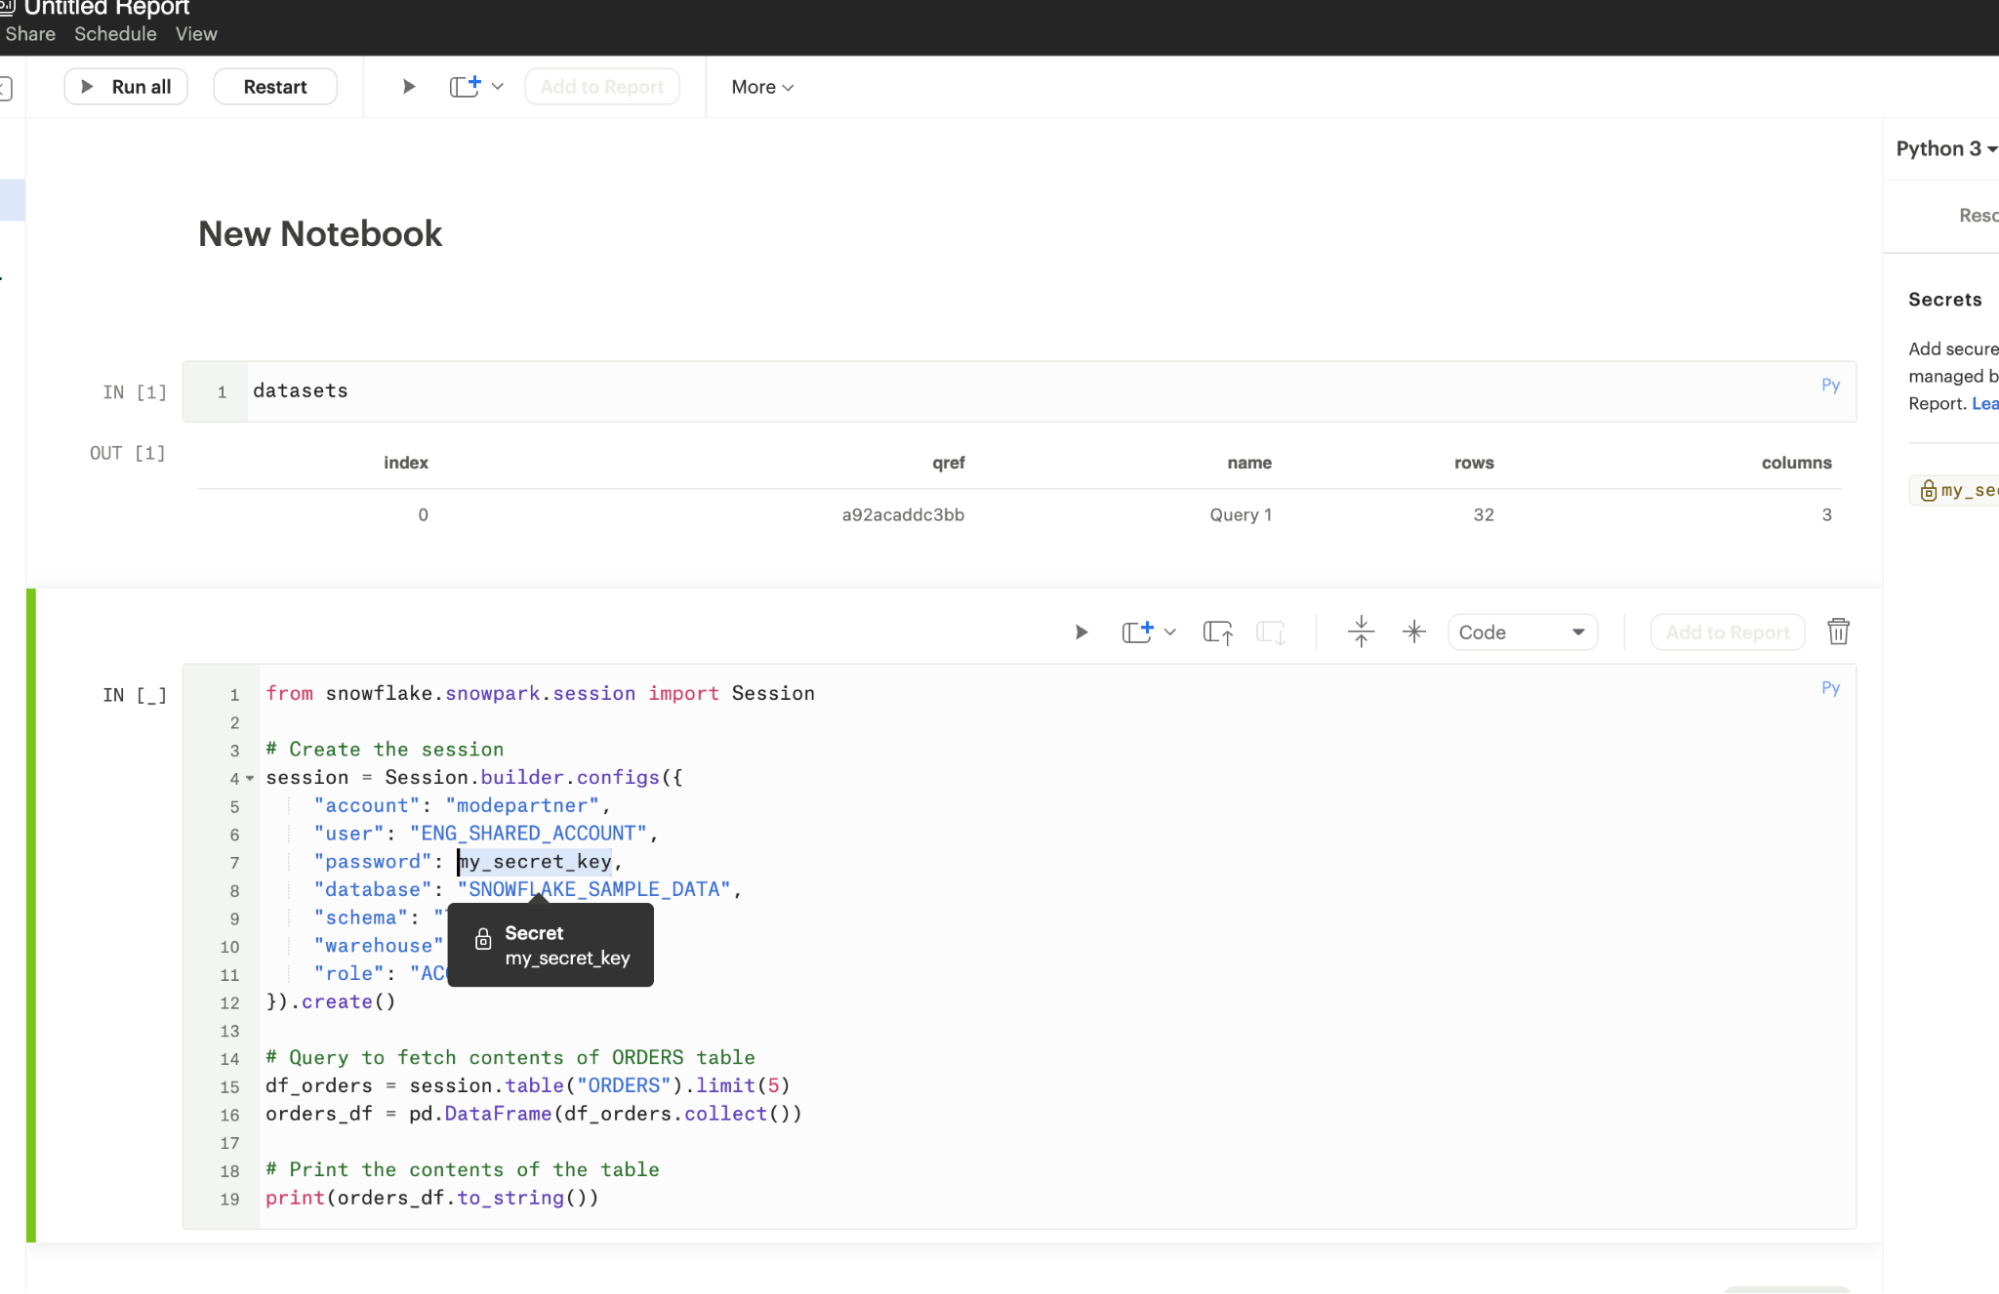 Untitled Report
Share Schedule View
Run all Restart Add to Report More
Python 3
New Notebook
Secrets
Add secure
managed b
Report. Lea
IN [1] 1 datasets Py
OUT [1]
index qref name rows columns
0 a92acaddc3bb Query 1 32 3
Code Add to Report
IN [_]
Py
1 from snowflake.snowpark.session import Session
2
3 # Create the session
4 session = Session.builder.configs({
5 "account": "modepartner",
6 "user": "ENG_SHARED_ACCOUNT",
7 "password": my_secret_key,
8 "database": "SNOWFLAKE_SAMPLE_DATA",
9 "schema": "
10 "warehouse"
11 "role": "AC
Secret
my_secret_key
12 }).create()
13
14 # Query to fetch contents of ORDERS table
15 df_orders = session.table("ORDERS").limit(5)
16 orders_df = pd.DataFrame(df_orders.collect())
17
18 # Print the contents of the table
19 print(orders_df.to_string())